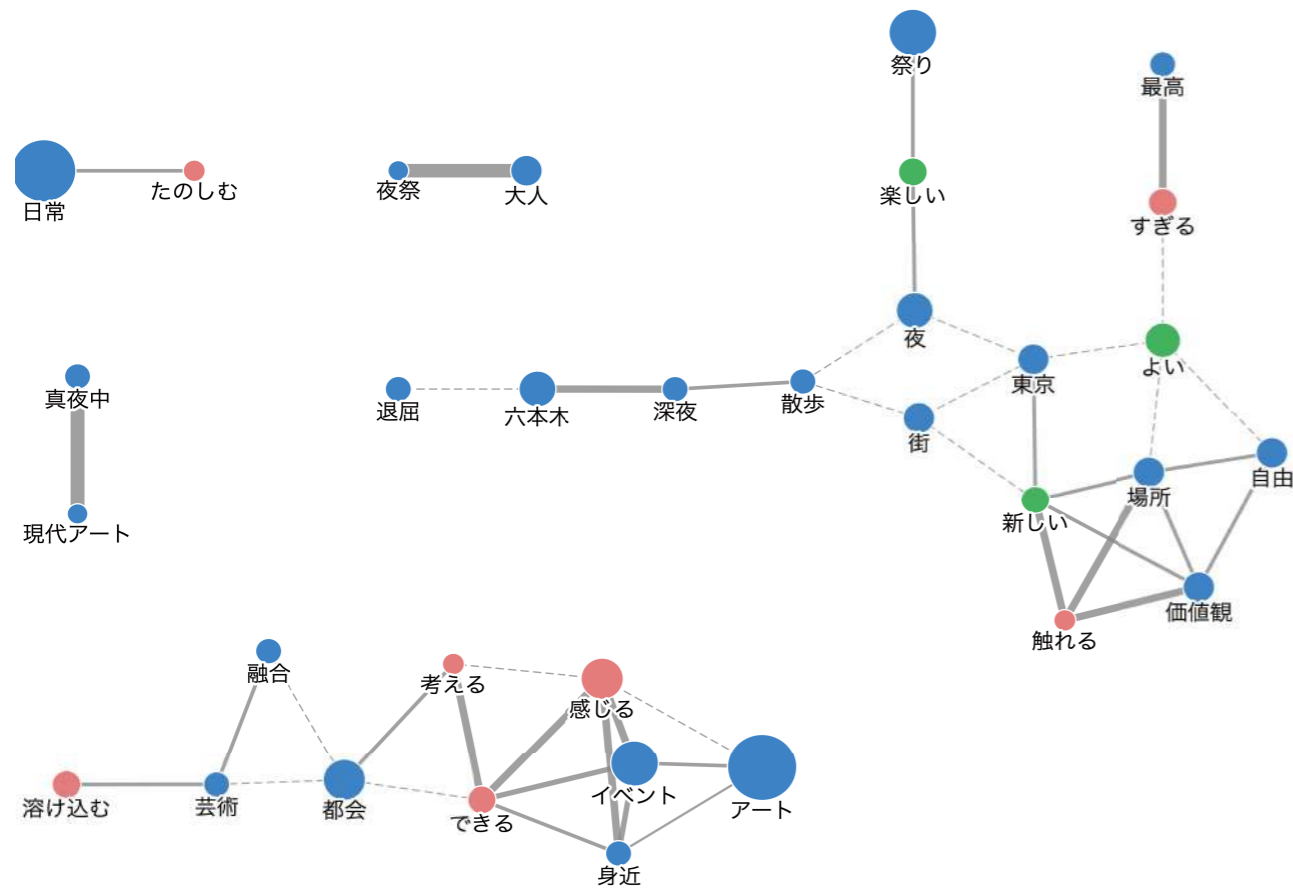 祭り
最高
楽しい
すぎる
日常
たのしむ
夜祭
大人
夜
東京
よい
真夜中
退屈
六本木
深夜
散歩
街
場所
自由
新しい
現代アート
価値観
触れる
融合
考える
感じる
溶け込む
芸術
都会
できる
イベント
アート
身近